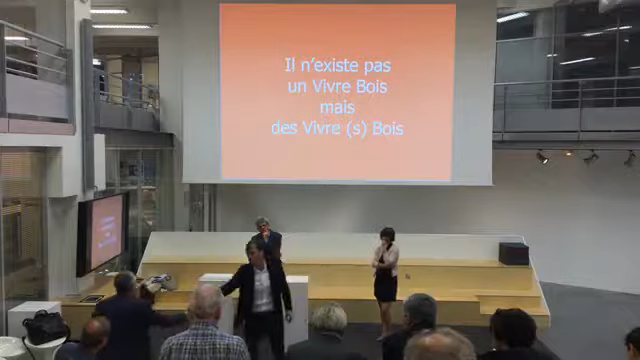 Il n'existe pas
un Vivre Bois
mais
des Vivre (s) Bois